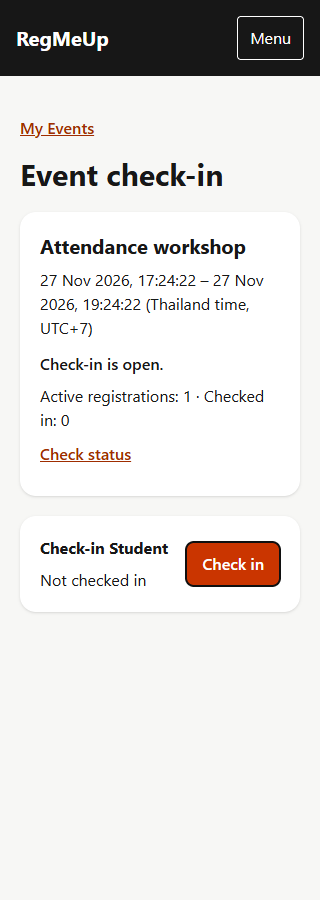 RegMeUp
Menu
My Events
Event check-in
Attendance workshop
27 Nov 2026, 17:24:22 – 27 Nov
2026, 19:24:22 (Thailand time,
UTC+7)
Check-in is open.
Active registrations: 1 · Checked
in: 0
Check status
Check-in Student
Not checked in
Check in